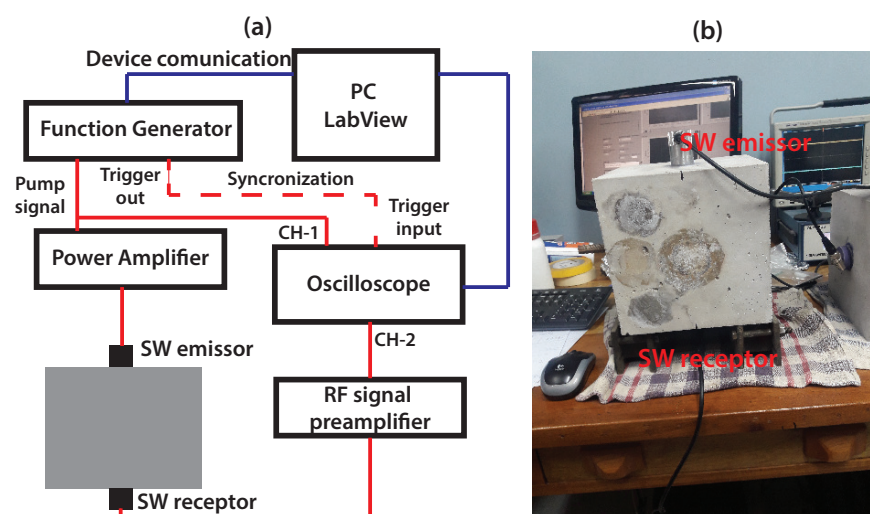 (a)
(b)
Device comunication
PC
LabView
Function Generator
Pump
signal
Trigger
out
Syncronization
Trigger
input
CH-1
Power Amplifier
Oscilloscope
CH-2
SW emissor
RF signal
preamplifier
SW receptor
SW emissor
SW receptor